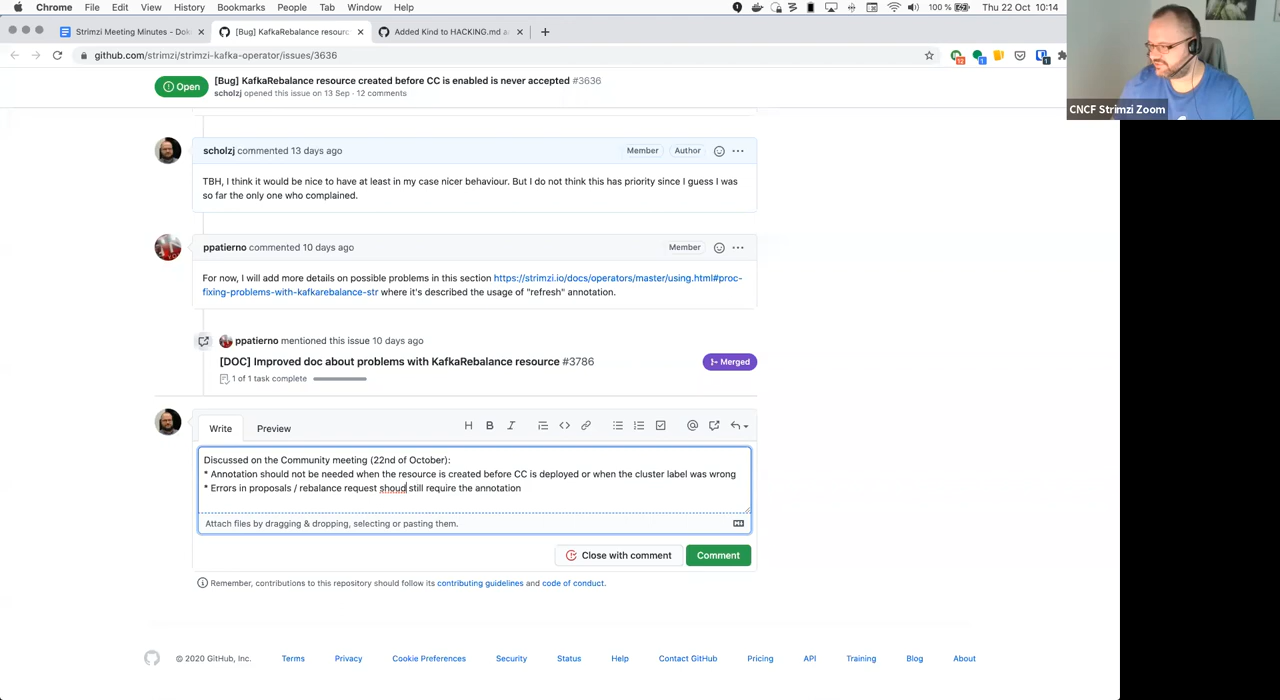 Chrome File Edit View History Bookmarks People Tab Window Help 100 % Thu 22 Oct 10:14
Strimzi Meeting Minutes - Dok [Bug] KafkaRebalance resourc Added Kind to HACKING.md a
github.com/strimzi/strimzi-kafka-operator/issues/3636
Open [Bug] KafkaRebalance resource created before CC is enabled is never accepted #3636
scholzj opened this issue on 13 Sep · 12 comments
CNCF Strimzi Zoom
scholzj commented 13 days ago Member Author
TBH, I think it would be nice to have at least in my case nicer behaviour. But I do not think this has priority since I guess I was
so far the only one who complained.
ppatierno commented 10 days ago Member
For now, I will add more details on possible problems in this section https://strimzi.io/docs/operators/master/using.html#proc-
fixing-problems-with-kafkarebalance-str where it's described the usage of "refresh" annotation.
ppatierno mentioned this issue 10 days ago
[DOC] Improved doc about problems with KafkaRebalance resource #3786 Merged
1 of 1 task complete
Write Preview
Discussed on the Community meeting (22nd of October):
* Annotation should not be needed when the resource is created before CC is deployed or when the cluster label was wrong
* Errors in proposals / rebalance request shoud still require the annotation
Attach files by dragging & dropping, selecting or pasting them.
Close with comment Comment
Remember, contributions to this repository should follow its contributing guidelines and code of conduct.
© 2020 GitHub, Inc. Terms Privacy Cookie Preferences Security Status Help Contact GitHub Pricing API Training Blog About